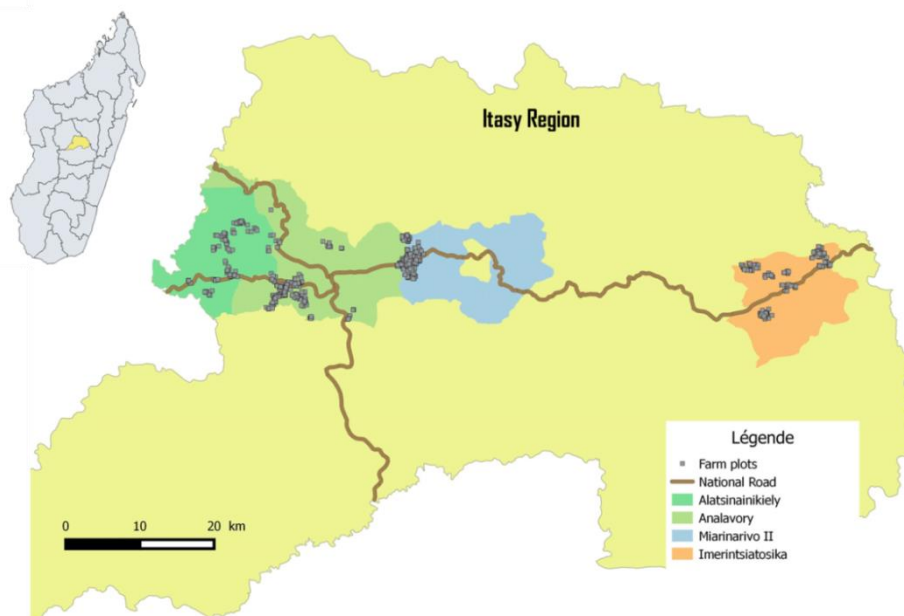 Itasy Region
Légende
Farm plots
National Road
Alatsinainikiely
Analavory
Miarinarivo II
Imerintsiatosika
0 10 20 km